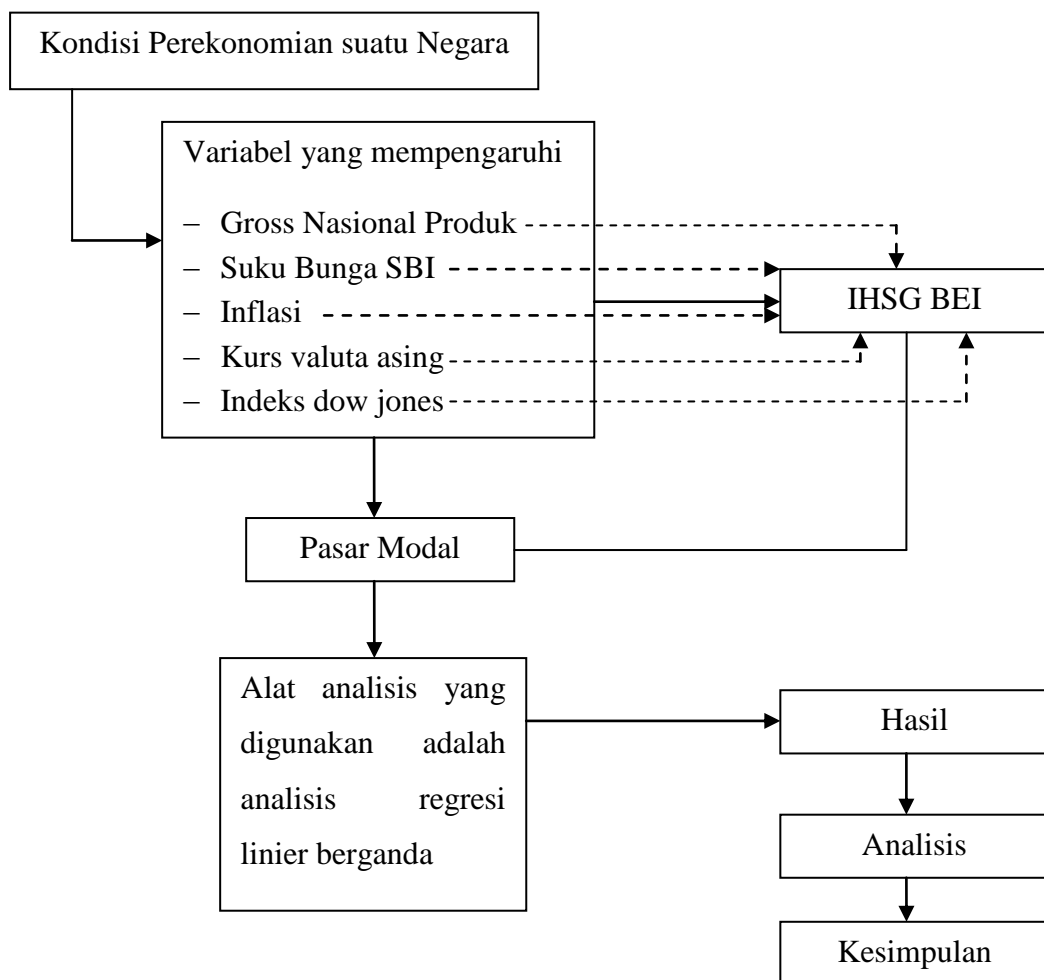 Kondisi Perekonomian suatu Negara
Variabel yang mempengaruhi
– Gross Nasional Produk
– Suku Bunga SBI
– Inflasi
– Kurs valuta asing
– Indeks dow jones
IHSG BEI
Pasar Modal
Alat analisis yang
digunakan adalah
analisis regresi
linier berganda
Hasil
Analisis
Kesimpulan